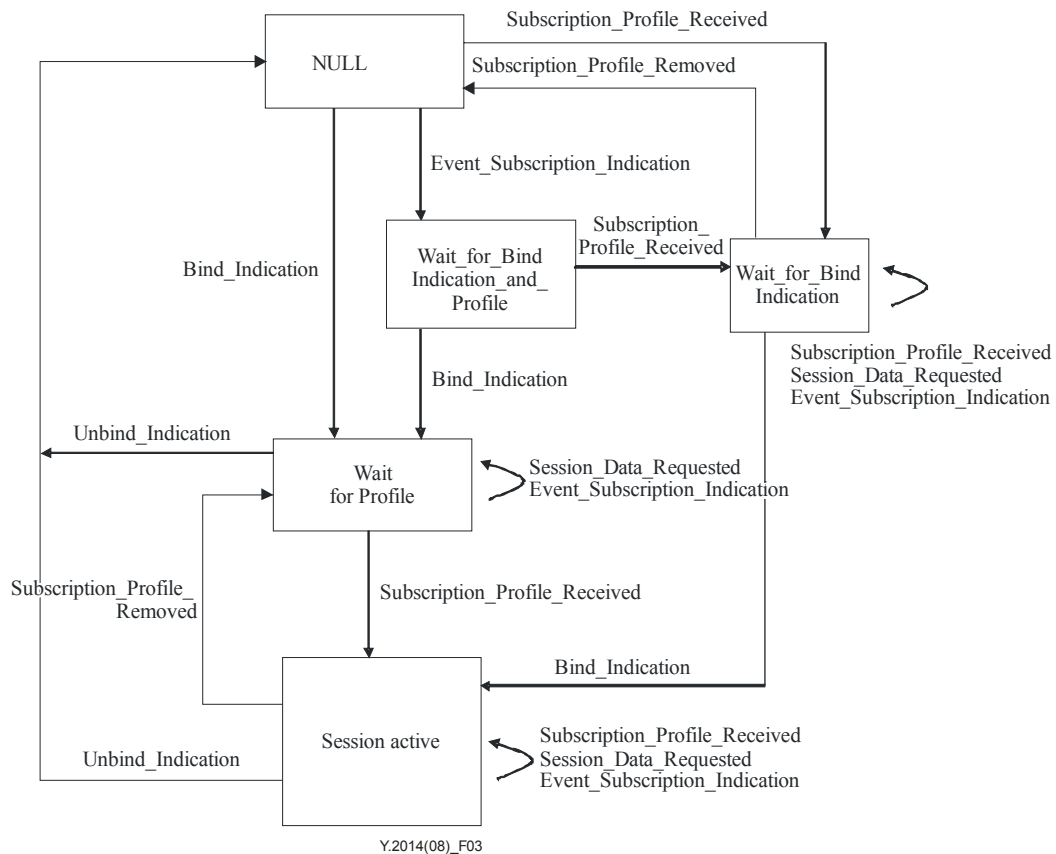 Subscription_Profile_Received
NULL
Subscription_Profile_Removed
Event_Subscription_Indication
Subscription_
Profile_Received
Bind_Indication
Wait_for_Bind
Indication_and_
Profile
Wait_for_Bind
Indication
Subscription_Profile_Received
Session_Data_Requested
Event_Subscription_Indication
Bind_Indication
Unbind_Indication
Wait
for Profile
Session_Data_Requested
Event_Subscription_Indication
Subscription_Profile_
Removed
Subscription_Profile_Received
Bind_Indication
Session active
Subscription_Profile_Received
Session_Data_Requested
Event_Subscription_Indication
Unbind_Indication
Y.2014(08)_F03